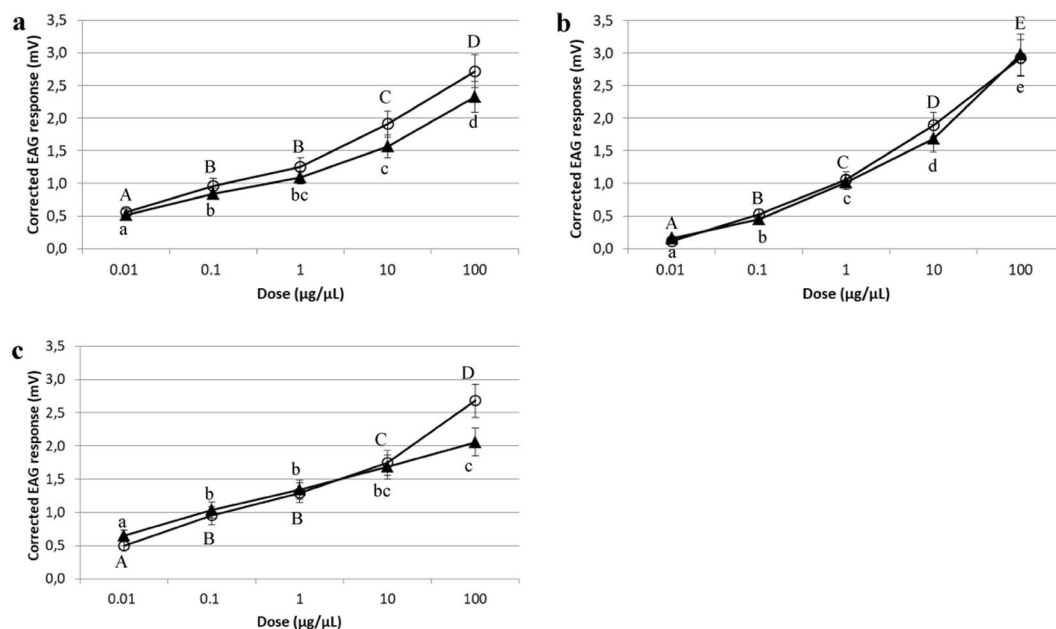 a
Corrected EAG response (mV)
3,5
3,0
2,5
2,0
1,5
1,0
0,5
0,0
A
B
B
C
D
a
b
bc
c
d
0.01 0.1 1 10 100
Dose (µg/µL)
b
Corrected EAG response (mV)
3,5
3,0
2,5
2,0
1,5
1,0
0,5
0,0
A
B
C
D
E
a
b
c
d
e
0.01 0.1 1 10 100
Dose (µg/µL)
c
Corrected EAG response (mV)
3,5
3,0
2,5
2,0
1,5
1,0
0,5
0,0
a
b
b
C
D
A
B
B
bc
c
0.01 0.1 1 10 100
Dose (µg/µL)